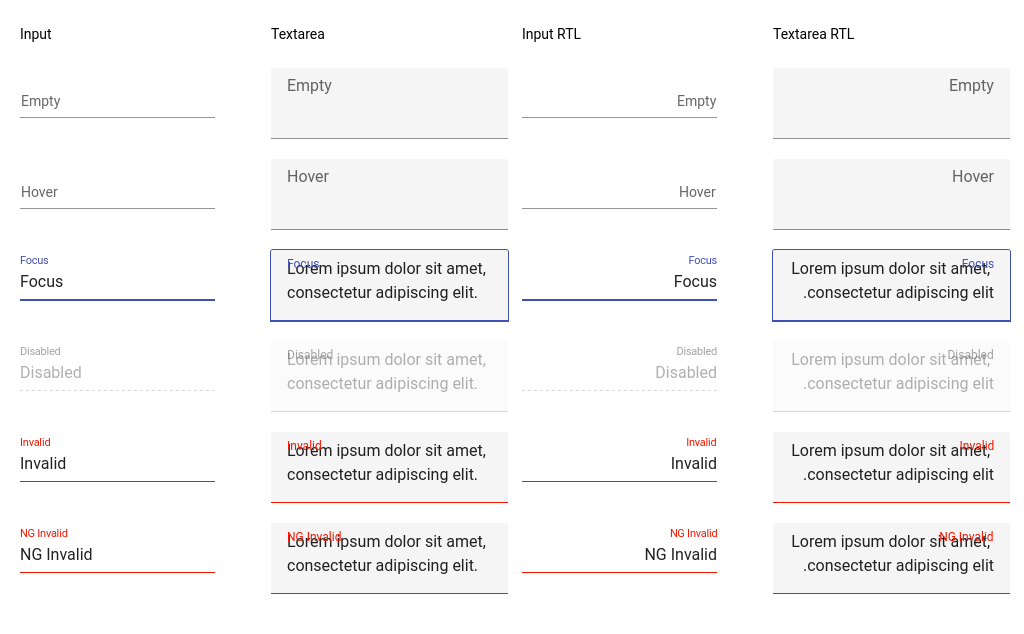 Input Textarea Input RTL Textarea RTL
Empty Empty Empty Empty
Hover Hover Hover Hover
Focus Focus Focus Focus
Focus Lorem ipsum dolor sit amet, Focus Lorem ipsum dolor sit amet,
consectetur adipiscing elit. .consectetur adipiscing elit
Disabled Disabled Disabled Disabled
Disabled Lorem ipsum dolor sit amet, Disabled Lorem ipsum dolor sit amet,
consectetur adipiscing elit. .consectetur adipiscing elit
Invalid Invalid Invalid Invalid
Invalid Lorem ipsum dolor sit amet, Invalid Lorem ipsum dolor sit amet,
consectetur adipiscing elit. .consectetur adipiscing elit
NG Invalid NG Invalid NG Invalid NG Invalid
NG Invalid Lorem ipsum dolor sit amet, NG Invalid Lorem ipsum dolor sit amet,
consectetur adipiscing elit. .consectetur adipiscing elit